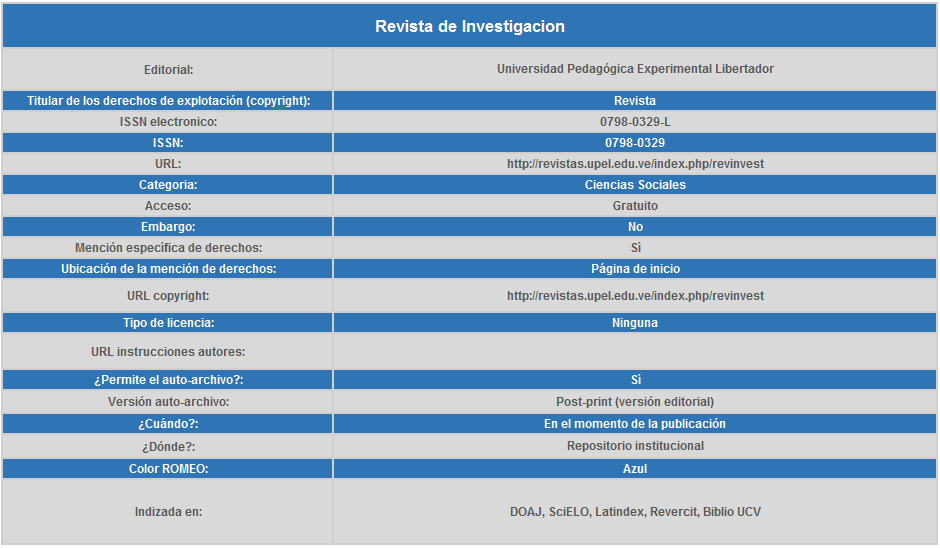 Revista de Investigacion
Editorial: Universidad Pedagógica Experimental Libertador
Titular de los derechos de explotación (copyright): Revista
ISSN electronico: 0798-0329-L
ISSN: 0798-0329
URL: http://revistas.upel.edu.ve/index.php/revinvest
Categoria: Ciencias Sociales
Acceso: Gratuito
Embargo: No
Mención específica de derechos: Sì
Ubicación de la mención de derechos: Página de inicio
URL copyright: http://revistas.upel.edu.ve/index.php/revinvest
Tipo de licencia: Ninguna
URL instrucciones autores:
¿Permite el auto-archivo?: Sì
Versión auto-archivo: Post-print (versión editorial)
¿Cuándo?: En el momento de la publicación
¿Dónde?: Repositorio institucional
Color ROMEO: Azul
Indizada en: DOAJ, SciELO, Latindex, Revercit, Biblio UCV